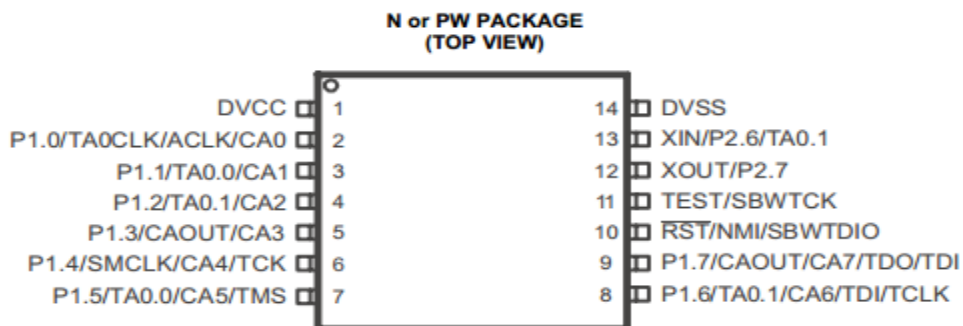 N or PW PACKAGE
(TOP VIEW)
DVCC 1 14 DVSS
P1.0/TA0CLK/ACLK/CA0 2 13 XIN/P2.6/TA0.1
P1.1/TA0.0/CA1 3 12 XOUT/P2.7
P1.2/TA0.1/CA2 4 11 TEST/SBWTCK
P1.3/CAOUT/CA3 5 10 RST/NMI/SBWTDIO
P1.4/SMCLK/CA4/TCK 6 9 P1.7/CAOUT/CA7/TDO/TDI
P1.5/TA0.0/CA5/TMS 7 8 P1.6/TA0.1/CA6/TDI/TCLK